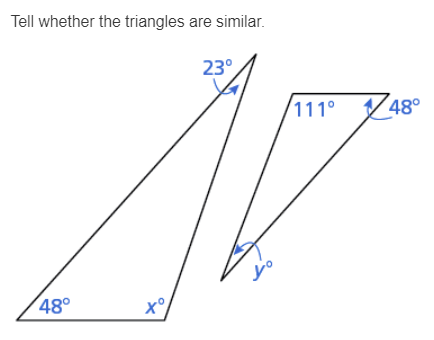 Tell whether the triangles are similar.
23°
111°
48°
y°
48°
x°